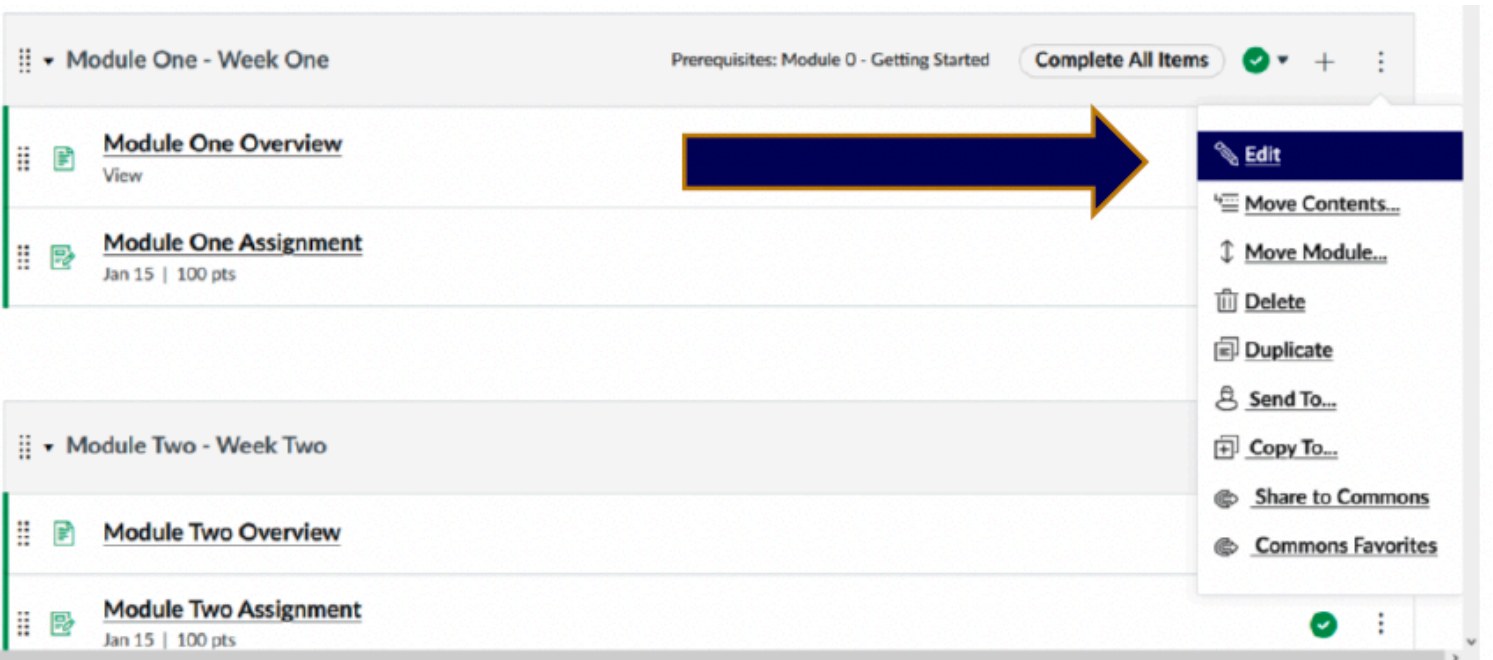 Module One - Week One
Prerequisites: Module 0 - Getting Started
Complete All Items
Module One Overview
View
Module One Assignment
Jan 15 | 100 pts
Edit
Move Contents...
Move Module...
Delete
Duplicate
Send To...
Copy To...
Share to Commons
Commons Favorites
Module Two - Week Two
Module Two Overview
Module Two Assignment
Jan 15 | 100 pts